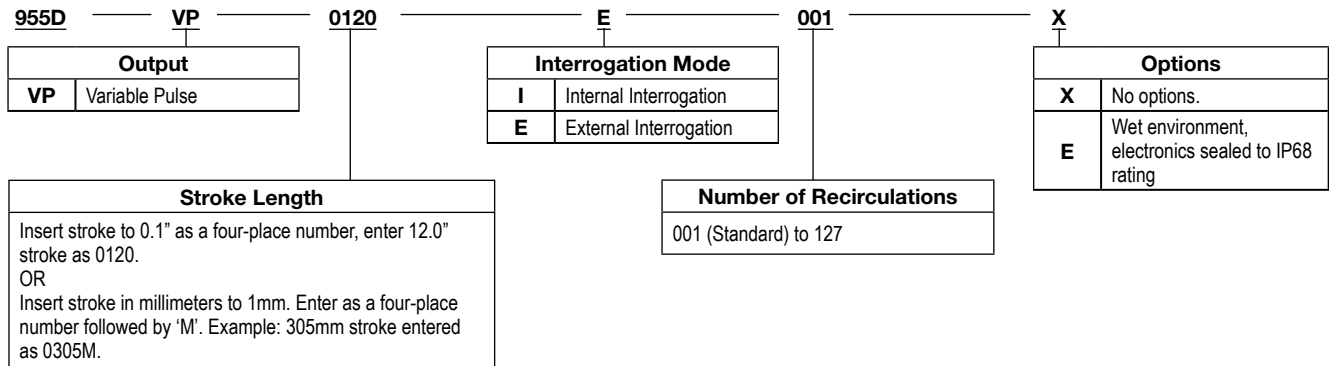 955D VP 0120 E 001 X
Output
VP Variable Pulse
Interrogation Mode
I Internal Interrogation
E External Interrogation
Options
X No options.
E Wet environment,
electronics sealed to IP68
rating
Stroke Length
Insert stroke to 0.1" as a four-place number, enter 12.0"
stroke as 0120.
OR
Insert stroke in millimeters to 1mm. Enter as a four-place
number followed by ‘M’. Example: 305mm stroke entered
as 0305M.
Number of Recirculations
001 (Standard) to 127